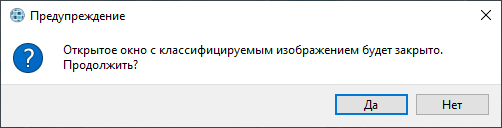 Предупреждение
Открытое окно с классифицируемым изображением будет закрыто.
Продолжить?
Да
Нет